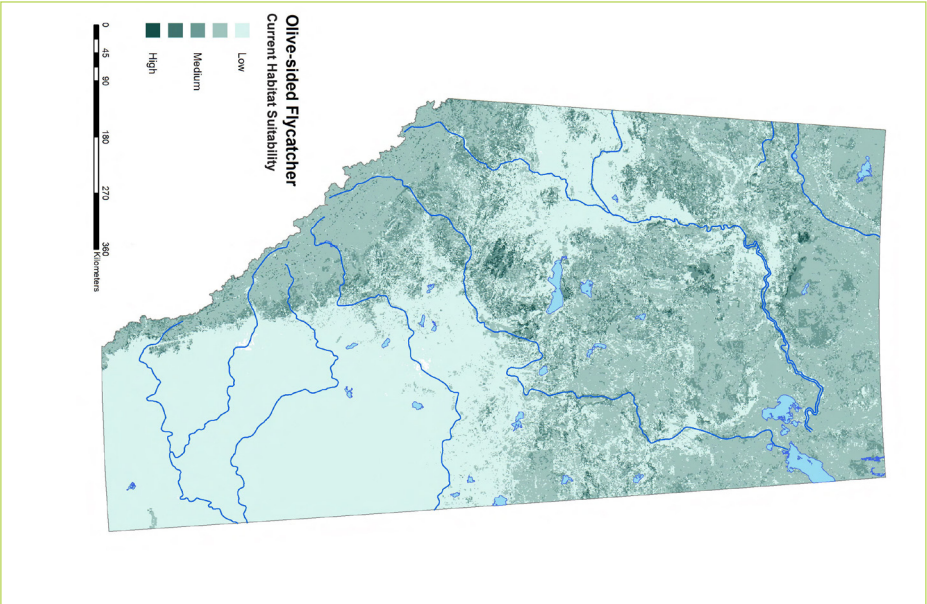 Olive-sided Flycatcher
Current Habitat Suitability
Low
Medium
High
0 45 90 180 270 360
Kilometers